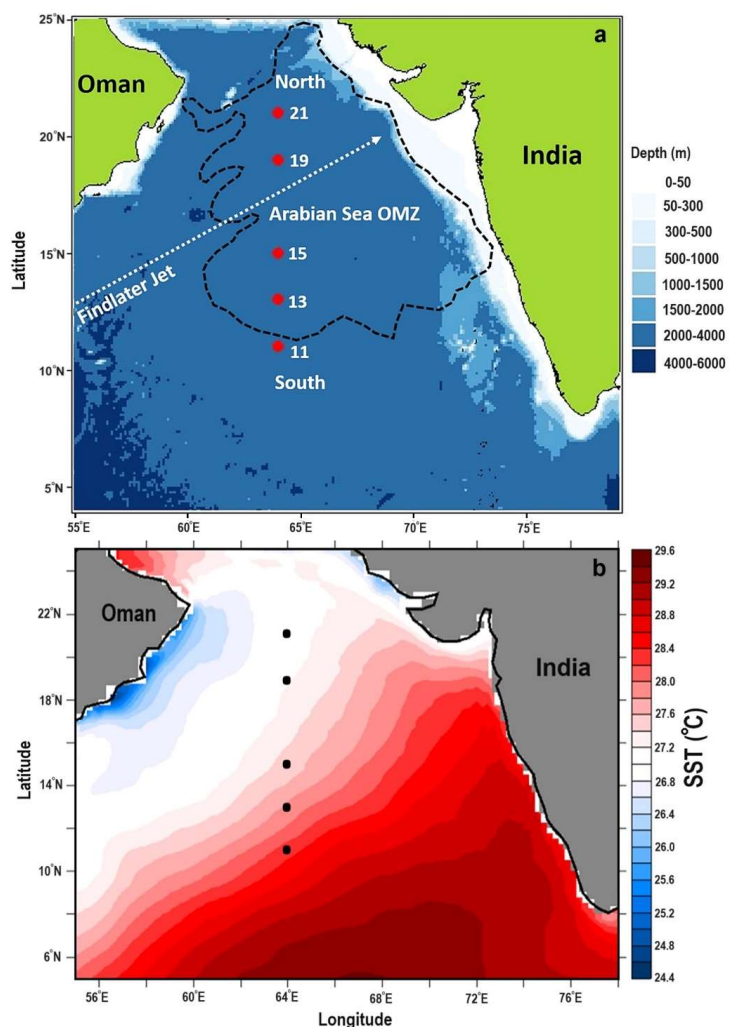 a
25°N
20°N
15°N
10°N
5°N
Latitude
Oman
North
21
19
India
Arabian Sea OMZ
15
Findlater Jet
13
11
South
55°E
60°E
65°E
70°E
75°E
Depth (m)
0-50
50-300
300-500
500-1000
1000-1500
1500-2000
2000-4000
4000-6000
b
Oman
India
22°N
18°N
14°N
10°N
6°N
Latitude
56°E
60°E
64°E
68°E
72°E
76°E
Longitude
29.6
29.2
28.8
28.4
28.0
27.6
27.2
26.8
26.4
26.0
25.6
25.2
24.8
24.4
SST (°C)